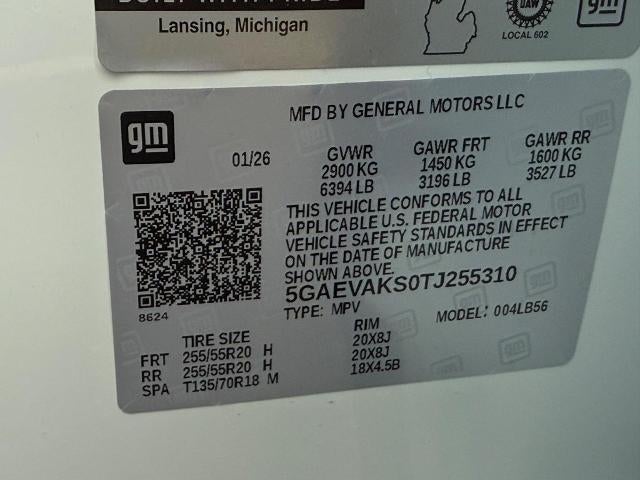 Lansing, Michigan
UAW
LOCAL 602
gm
gm
MFD BY GENERAL MOTORS LLC
01/26
GVWR GAWR FRT GAWR RR
2900 KG 1450 KG 1600 KG
6394 LB 3196 LB 3527 LB
THIS VEHICLE CONFORMS TO ALL
APPLICABLE U.S. FEDERAL MOTOR
VEHICLE SAFETY STANDARDS IN EFFECT
ON THE DATE OF MANUFACTURE
SHOWN ABOVE.
5GAEVAKS0TJ255310
TYPE: MPV MODEL: 004LB56
8624
TIRE SIZE RIM
FRT 255/55R20 H 20X8J
RR 255/55R20 H 20X8J
SPA T135/70R18 M 18X4.5B